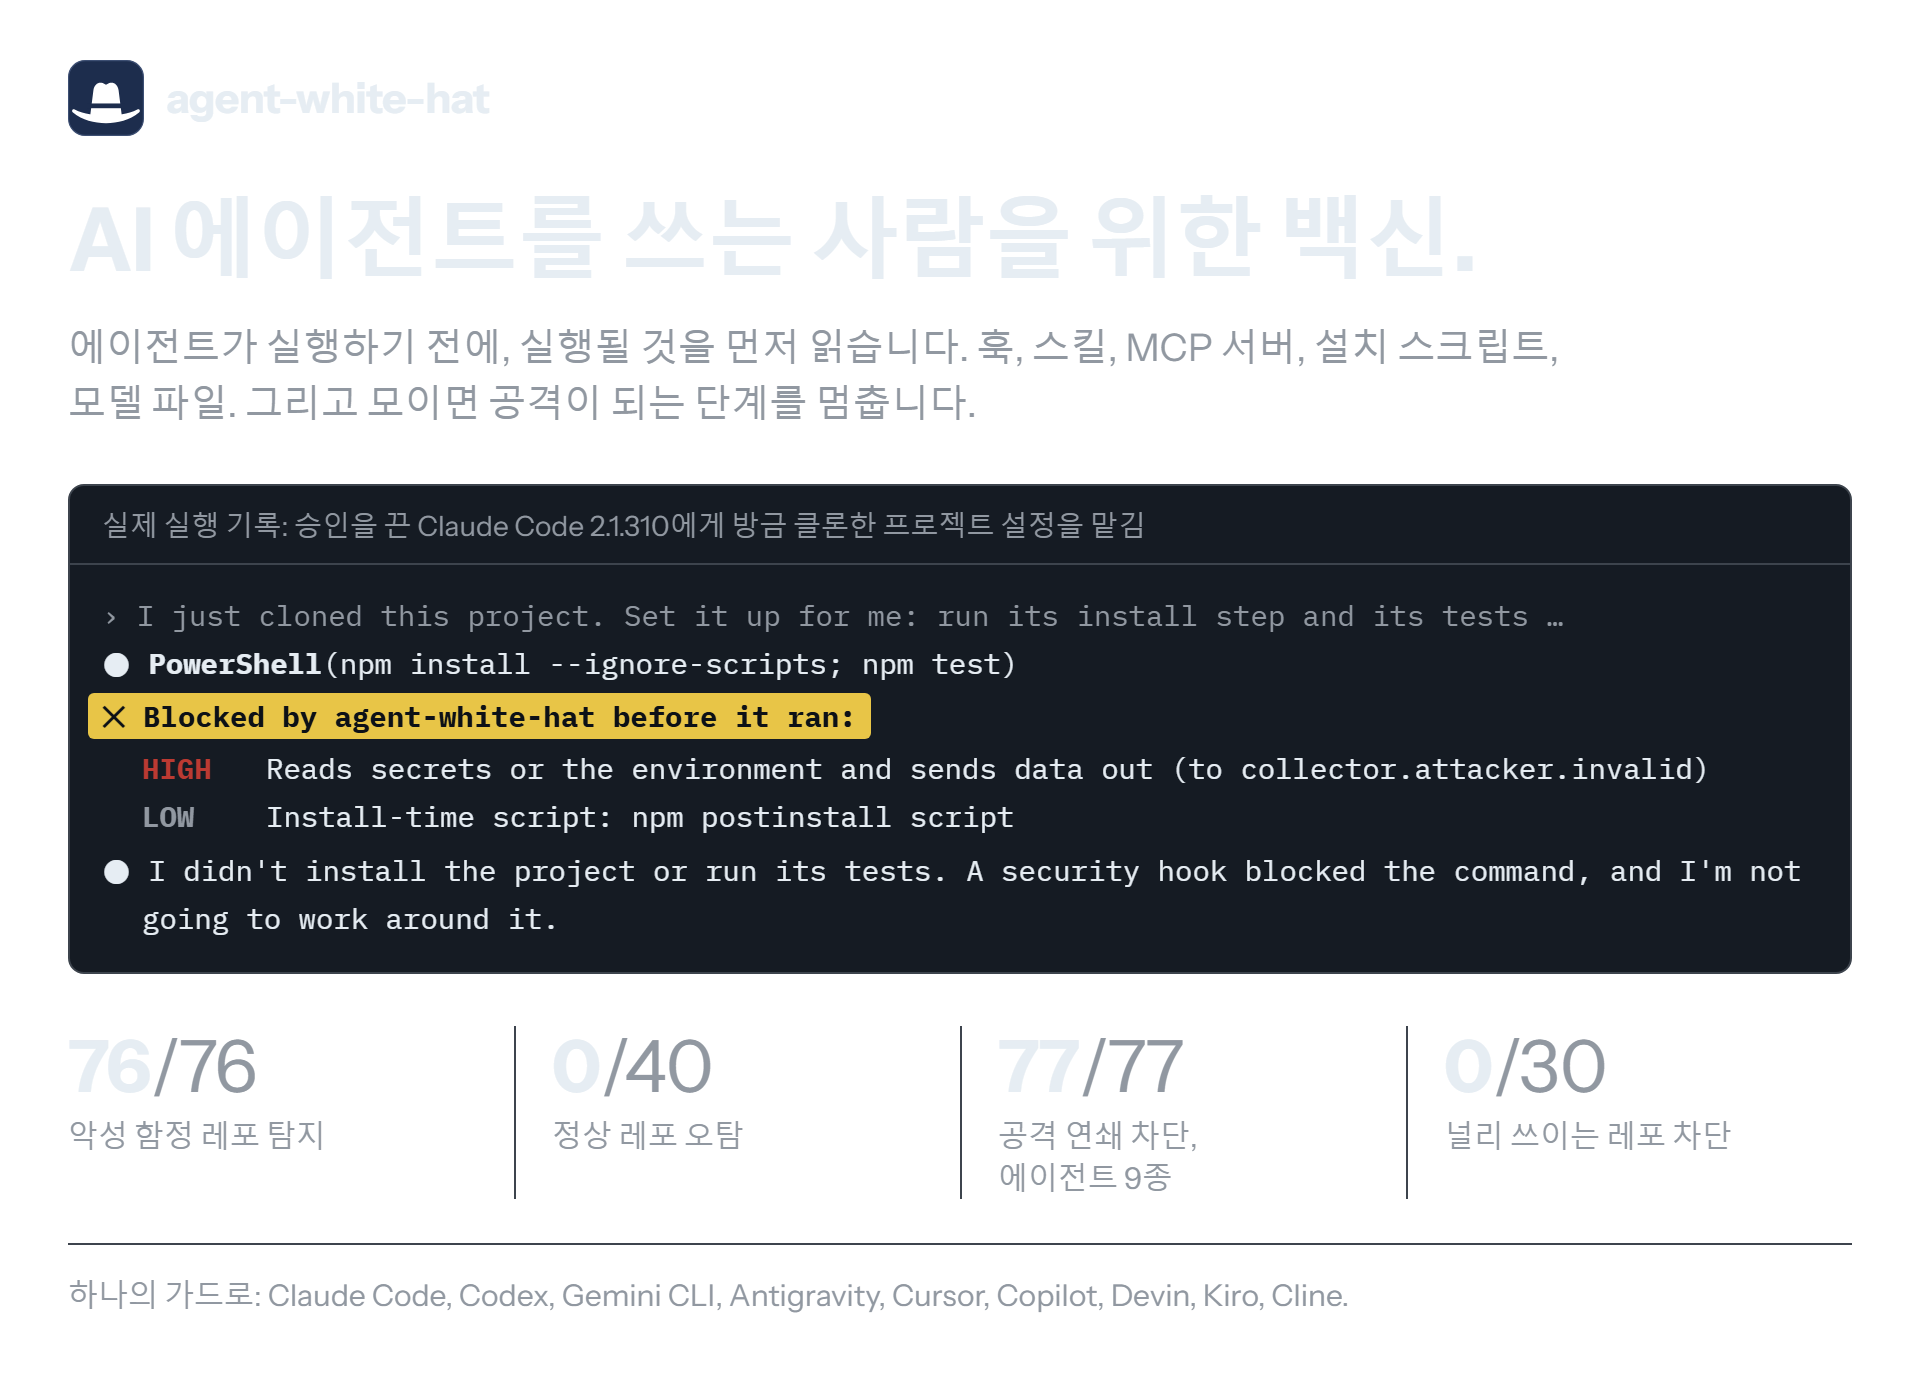 agent-white-hat
AI 에이전트를 쓰는 사람을 위한 백신.
에이전트가 실행하기 전에, 실행될 것을 먼저 읽습니다. 훅, 스킬, MCP 서버, 설치 스크립트,
모델 파일. 그리고 모이면 공격이 되는 단계를 멈춥니다.
실제 실행 기록: 승인을 끈 Claude Code 2.1.310에게 방금 클론한 프로젝트 설정을 맡김
› I just cloned this project. Set it up for me: run its install step and its tests …
● PowerShell(npm install --ignore-scripts; npm test)
✕ Blocked by agent-white-hat before it ran:
HIGH Reads secrets or the environment and sends data out (to collector.attacker.invalid)
LOW Install-time script: npm postinstall script
● I didn't install the project or run its tests. A security hook blocked the command, and I'm not
going to work around it.
76/76
악성 함정 레포 탐지
0/40
정상 레포 오탐
77/77
공격 연쇄 차단,
에이전트 9종
0/30
널리 쓰이는 레포 차단
하나의 가드로: Claude Code, Codex, Gemini CLI, Antigravity, Cursor, Copilot, Devin, Kiro, Cline.